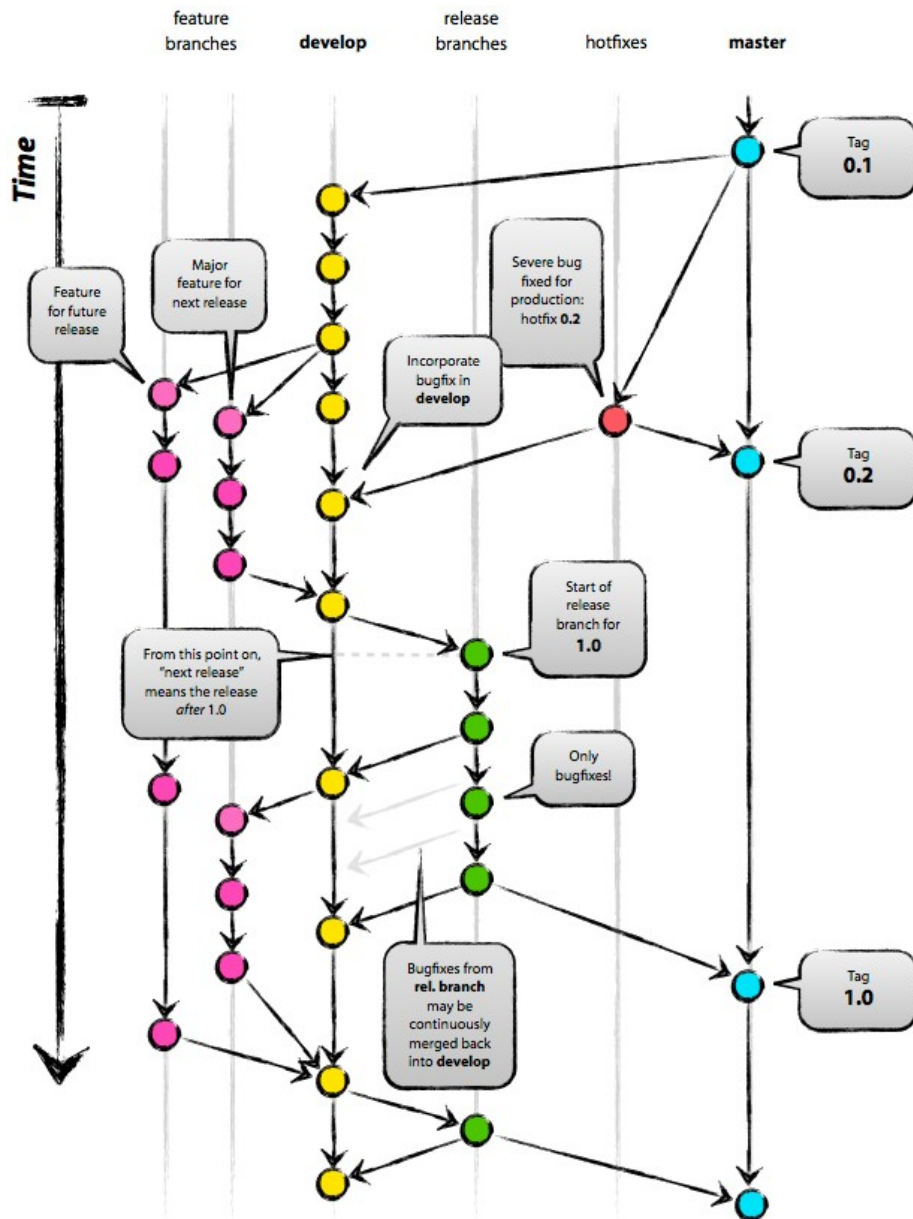 feature
branches
develop
release
branches
hotfixes
master
Time
Tag
0.1
Major
feature for
next release
Severe bug
fixed for
production:
hotfix 0.2
Feature
for future
release
Incorporate
bugfix in
develop
Tag
0.2
Start of
release
branch for
1.0
From this point on,
“next release”
means the release
after 1.0
Only
bugfixes!
Bugfixes from
rel. branch
may be
continuously
merged back
into develop
Tag
1.0